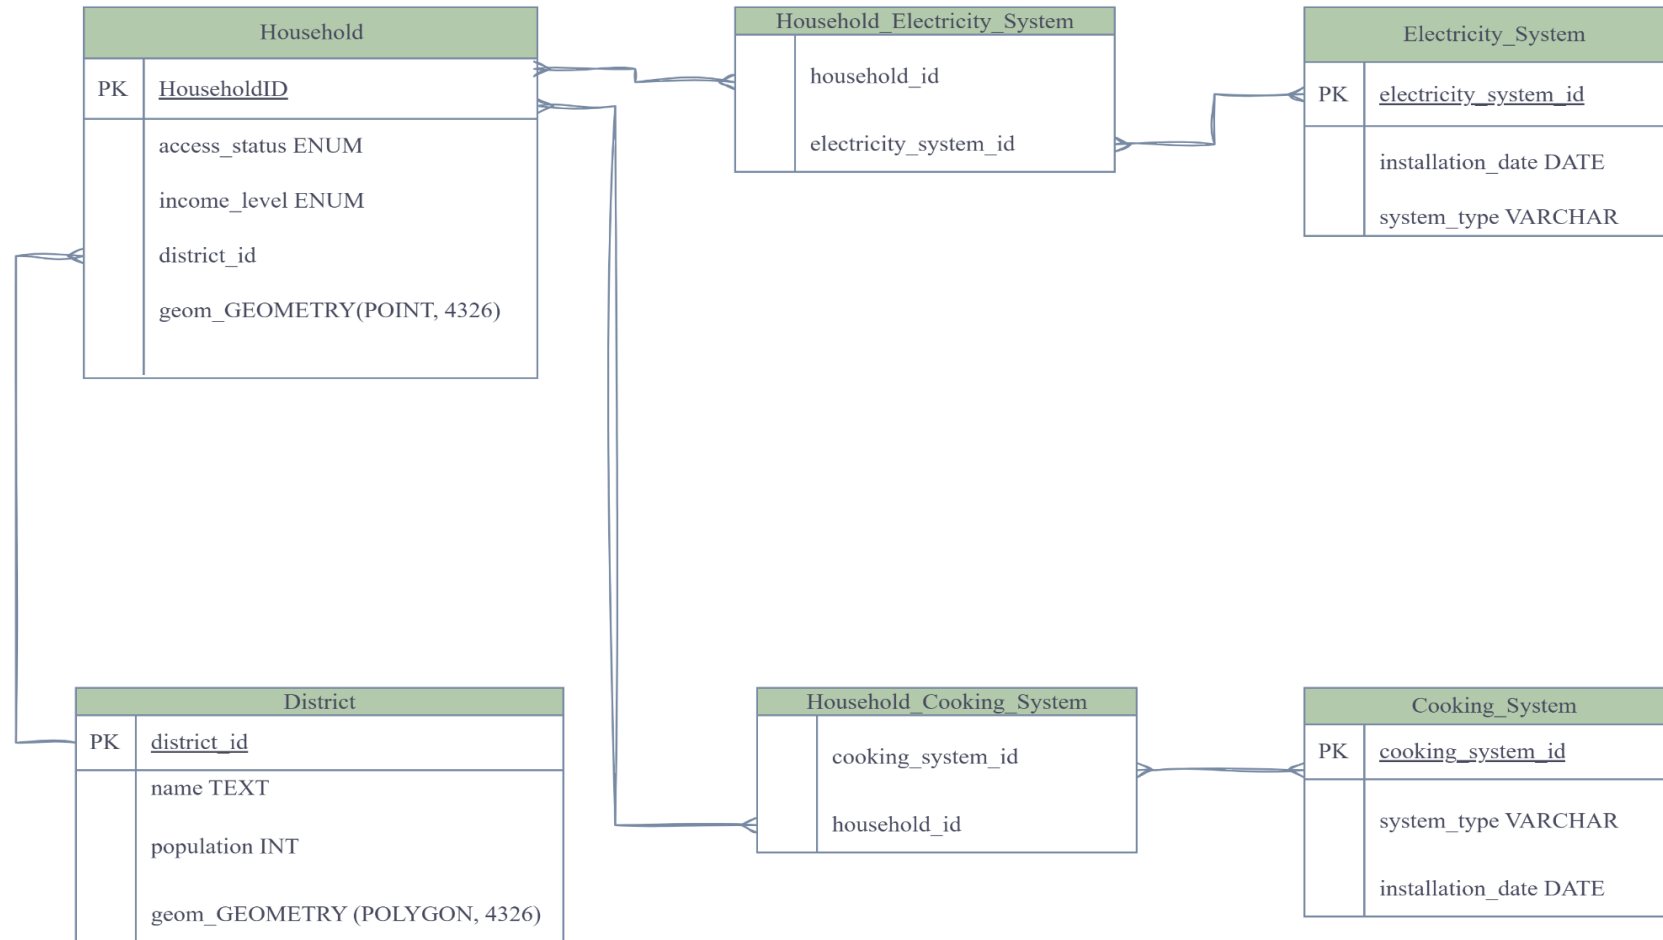 Household
PK HouseholdID
access_status ENUM
income_level ENUM
district_id
geom_GEOMETRY(POINT, 4326)
Household_Electricity_System
household_id
electricity_system_id
Electricity_System
PK electricity_system_id
installation_date DATE
system_type VARCHAR
District
PK district_id
name TEXT
population INT
geom_GEOMETRY (POLYGON, 4326)
Household_Cooking_System
cooking_system_id
household_id
Cooking_System
PK cooking_system_id
system_type VARCHAR
installation_date DATE